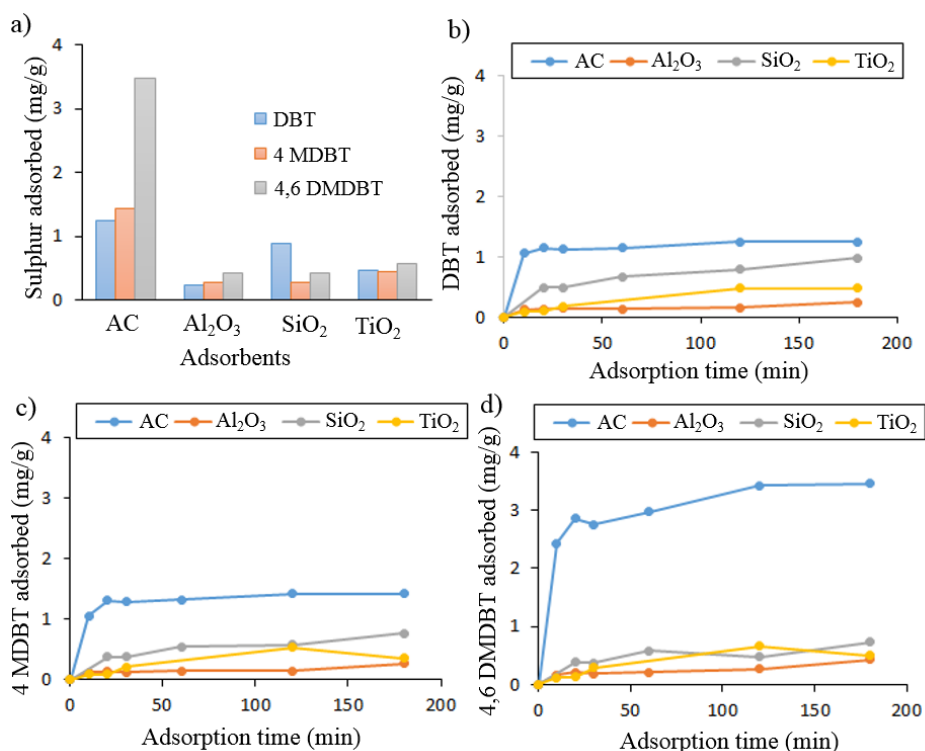 a)
Sulphur adsorbed (mg/g)
4
3
2
1
0
DBT
4 MDBT
4,6 DMDBT
AC Al₂O₃ SiO₂ TiO₂
Adsorbents
b)
AC Al₂O₃ SiO₂ TiO₂
DBT adsorbed (mg/g)
4
3
2
1
0
0 50 100 150 200
Adsorption time (min)
c)
AC Al₂O₃ SiO₂ TiO₂
4 MDBT adsorbed (mg/g)
4
3
2
1
0
0 50 100 150 200
Adsorption time (min)
d)
AC Al₂O₃ SiO₂ TiO₂
4,6 DMDBT adsorbed (mg/g)
4
3
2
1
0
0 50 100 150 200
Adsorption time (min)